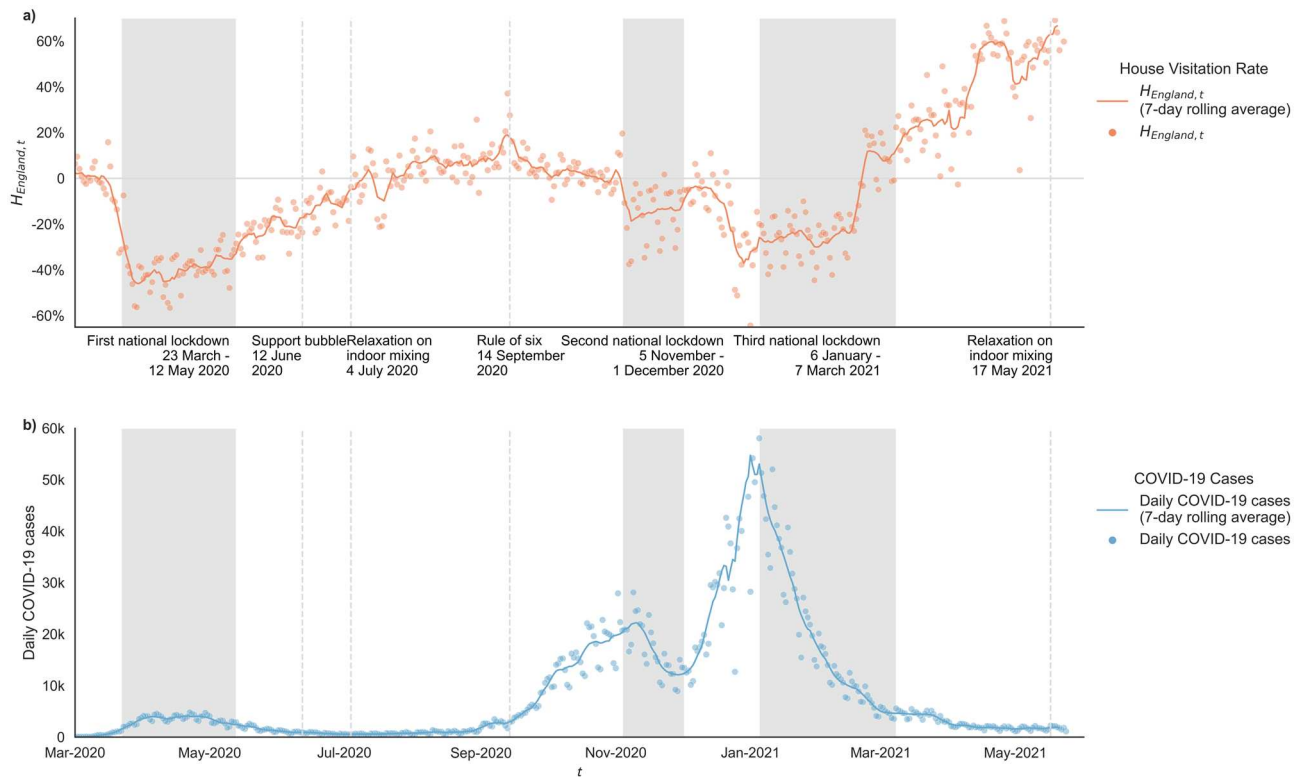 a)
60%
40%
20%
0
-20%
-40%
-60%
H England, t
House Visitation Rate
H England, t
(7-day rolling average)
H England, t
First national lockdown
23 March -
12 May 2020
Support bubble
12 June
2020
Relaxation on
indoor mixing
4 July 2020
Rule of six
14 September
2020
Second national lockdown
5 November -
1 December 2020
Third national lockdown
6 January -
7 March 2021
Relaxation on
indoor mixing
17 May 2021
b)
60k
50k
40k
30k
20k
10k
0
Daily COVID-19 cases
COVID-19 Cases
Daily COVID-19 cases
(7-day rolling average)
Daily COVID-19 cases
Mar-2020 May-2020 Jul-2020 Sep-2020 Nov-2020 Jan-2021 Mar-2021 May-2021
t